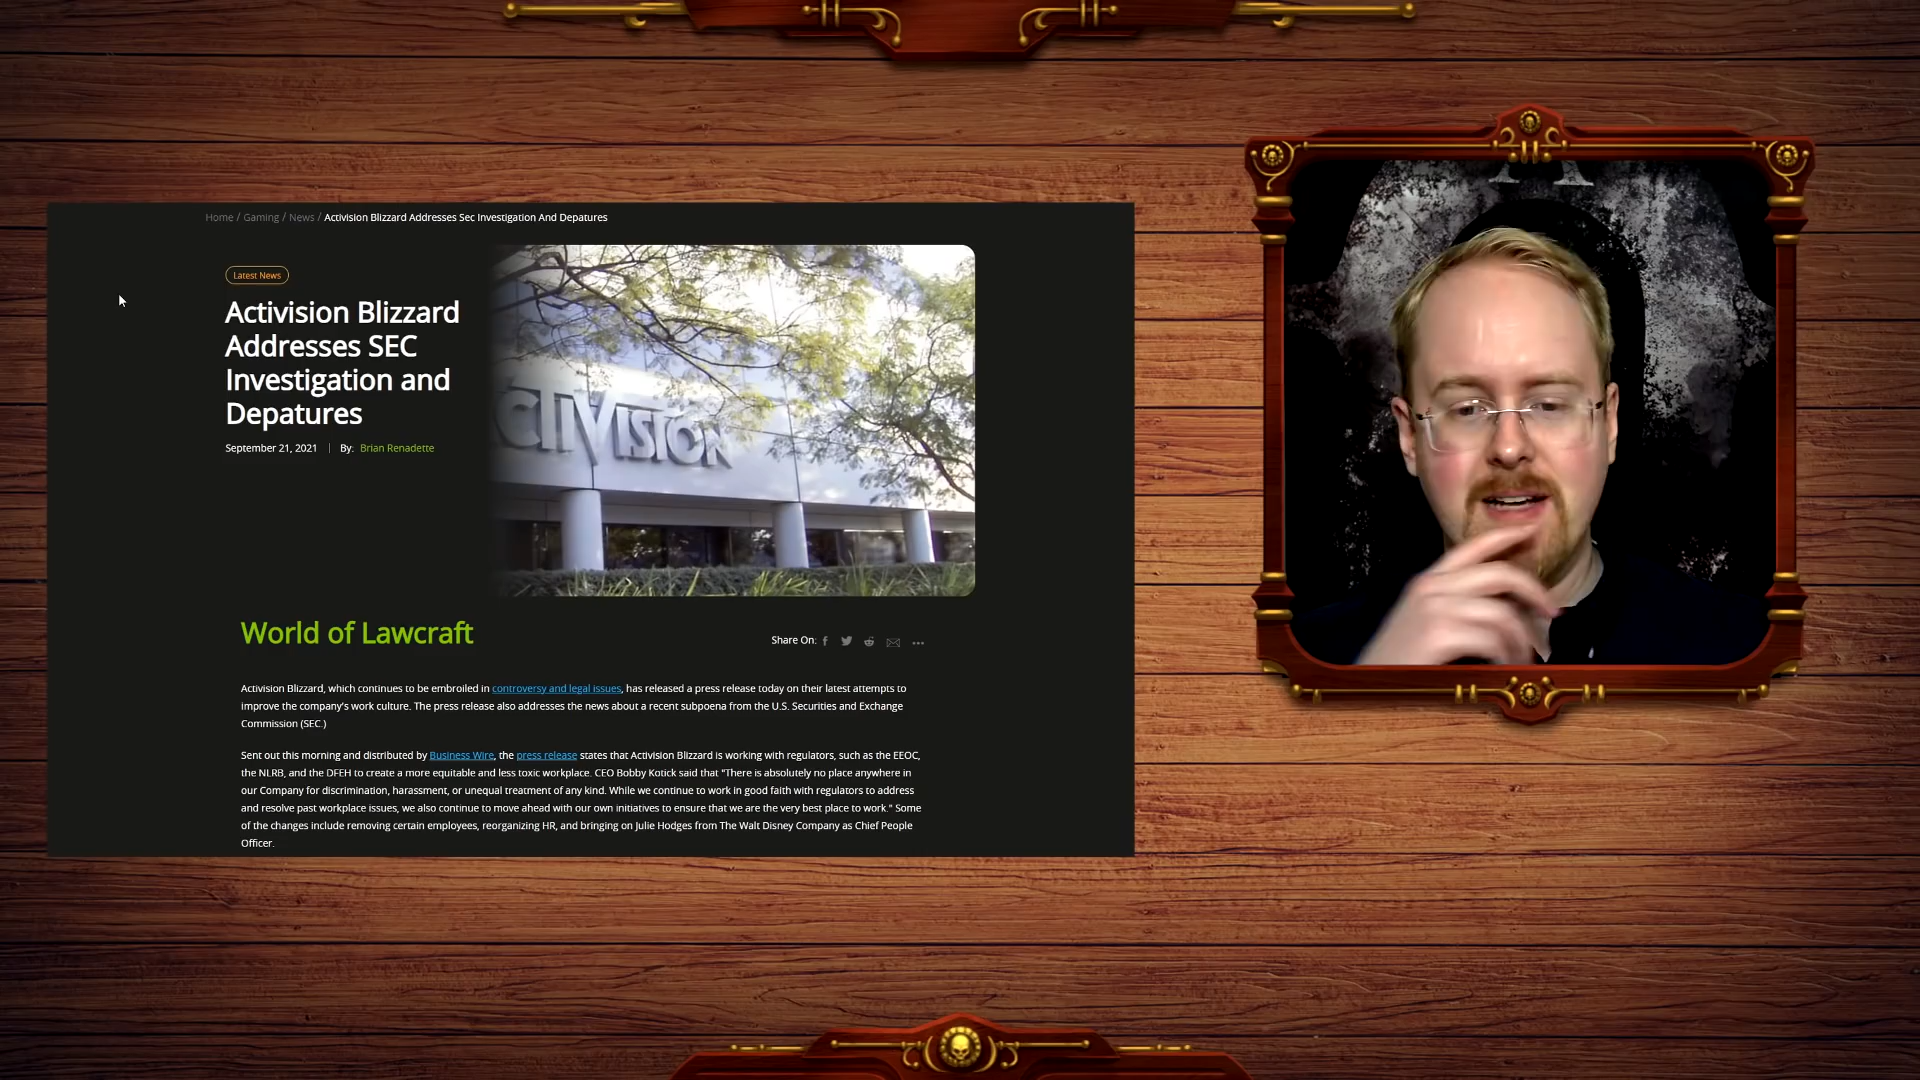 Home / Gaming / News / Activision Blizzard Addresses Sec Investigation And Depatures
Latest News
Activision Blizzard
Addresses SEC
Investigation and
Depatures
September 21, 2021 | By: Brian Renadette
CTIVISION
World of Lawcraft
Share On:
Activision Blizzard, which continues to be embroiled in controversy and legal issues, has released a press release today on their latest attempts to
improve the company's work culture. The press release also addresses the news about a recent subpoena from the U.S. Securities and Exchange
Commission (SEC.)
Sent out this morning and distributed by Business Wire, the press release states that Activision Blizzard is working with regulators, such as the EEOC,
the NLRB, and the DFEH to create a more equitable and less toxic workplace. CEO Bobby Kotick said that "There is absolutely no place anywhere in
our Company for discrimination, harassment, or unequal treatment of any kind. While we continue to work in good faith with regulators to address
and resolve past workplace issues, we also continue to move ahead with our own initiatives to ensure that we are the very best place to work." Some
of the changes include removing certain employees, reorganizing HR, and bringing on Julie Hodges from The Walt Disney Company as Chief People
Officer.